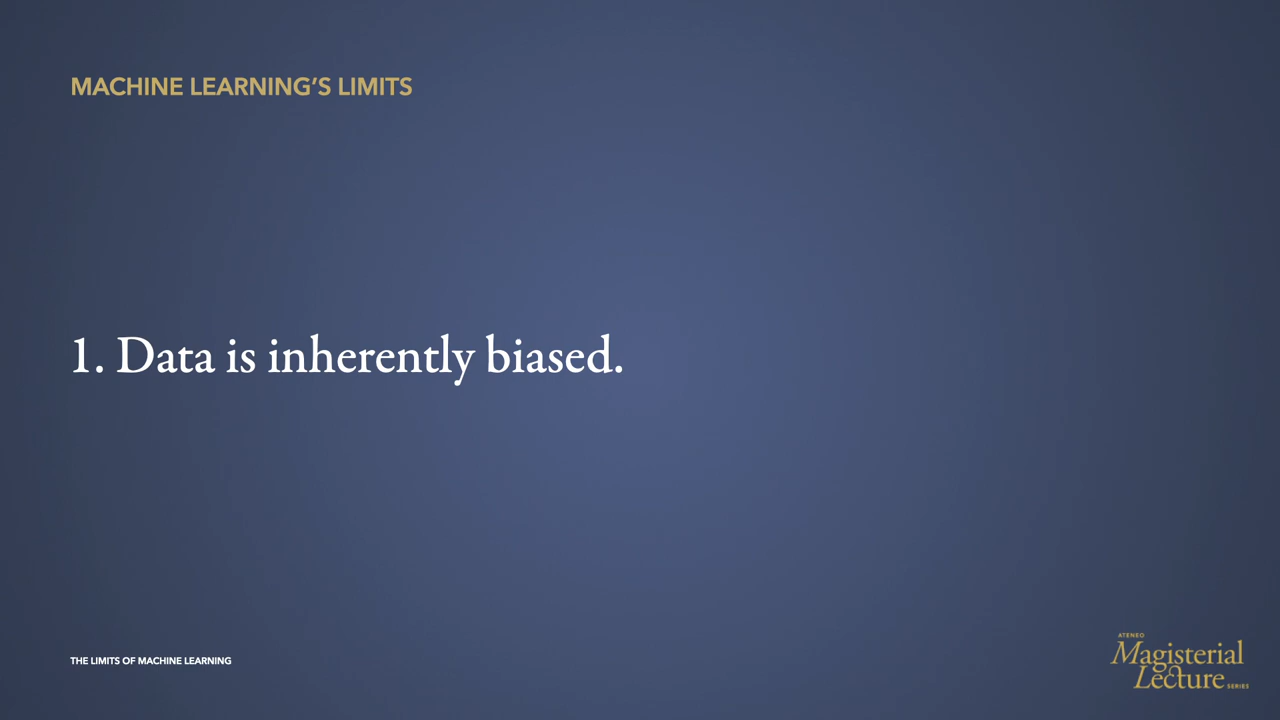 MACHINE LEARNING’S LIMITS
1. Data is inherently biased.
THE LIMITS OF MACHINE LEARNING
ATENEO
Magisterial
Lecture SERIES